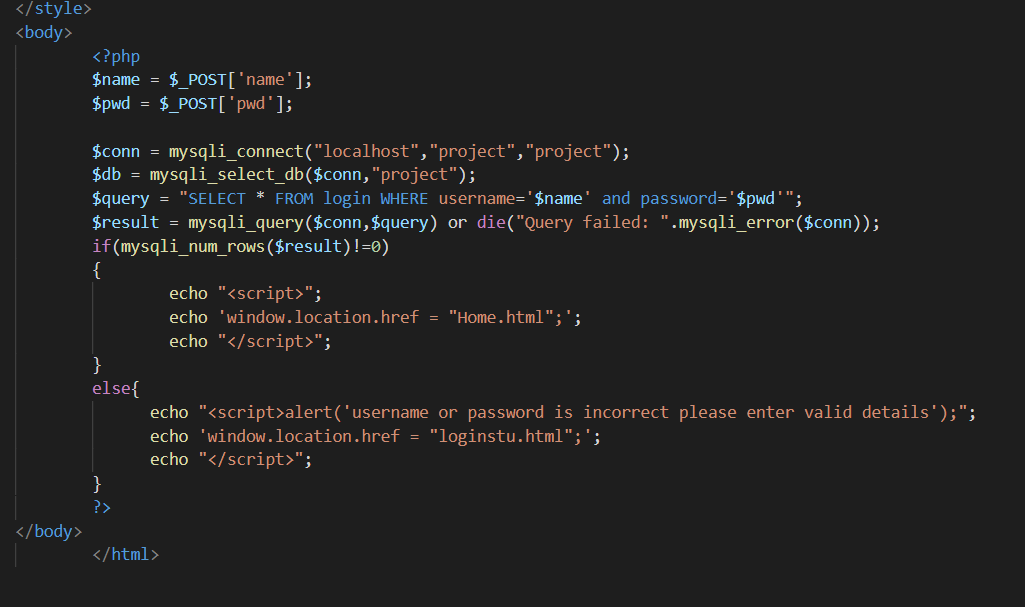 </style>
<body>
<?php
$name = $_POST['name'];
$pwd = $_POST['pwd'];
$conn = mysqli_connect("localhost","project","project");
$db = mysqli_select_db($conn,"project");
$query = "SELECT * FROM login WHERE username='$name' and password='$pwd'";
$result = mysqli_query($conn,$query) or die("Query failed: ".mysqli_error($conn));
if(mysqli_num_rows($result)!=0)
{
echo "<script>";
echo 'window.location.href = "Home.html";';
echo "</script>";
}
else{
echo "<script>alert('username or password is incorrect please enter valid details');";
echo 'window.location.href = "loginstu.html";';
echo "</script>";
}
?>
</body>
</html>